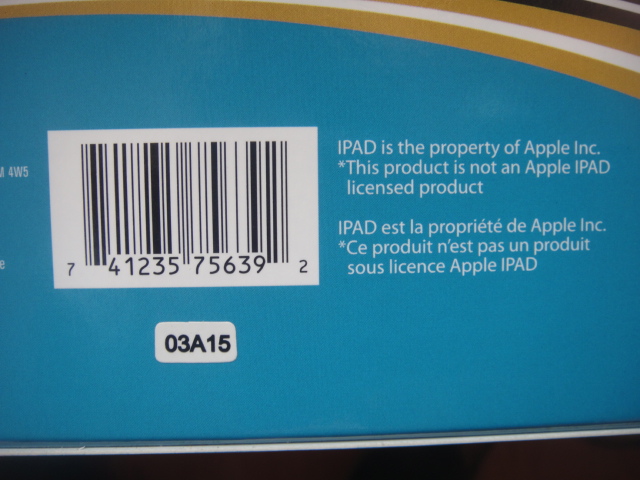 M 4W5
e
7 41235 75639 2
03A15
IPAD is the property of Apple Inc.
*This product is not an Apple IPAD
licensed product
IPAD est la propriété de Apple Inc.
*Ce produit n'est pas un produit
sous licence Apple IPAD